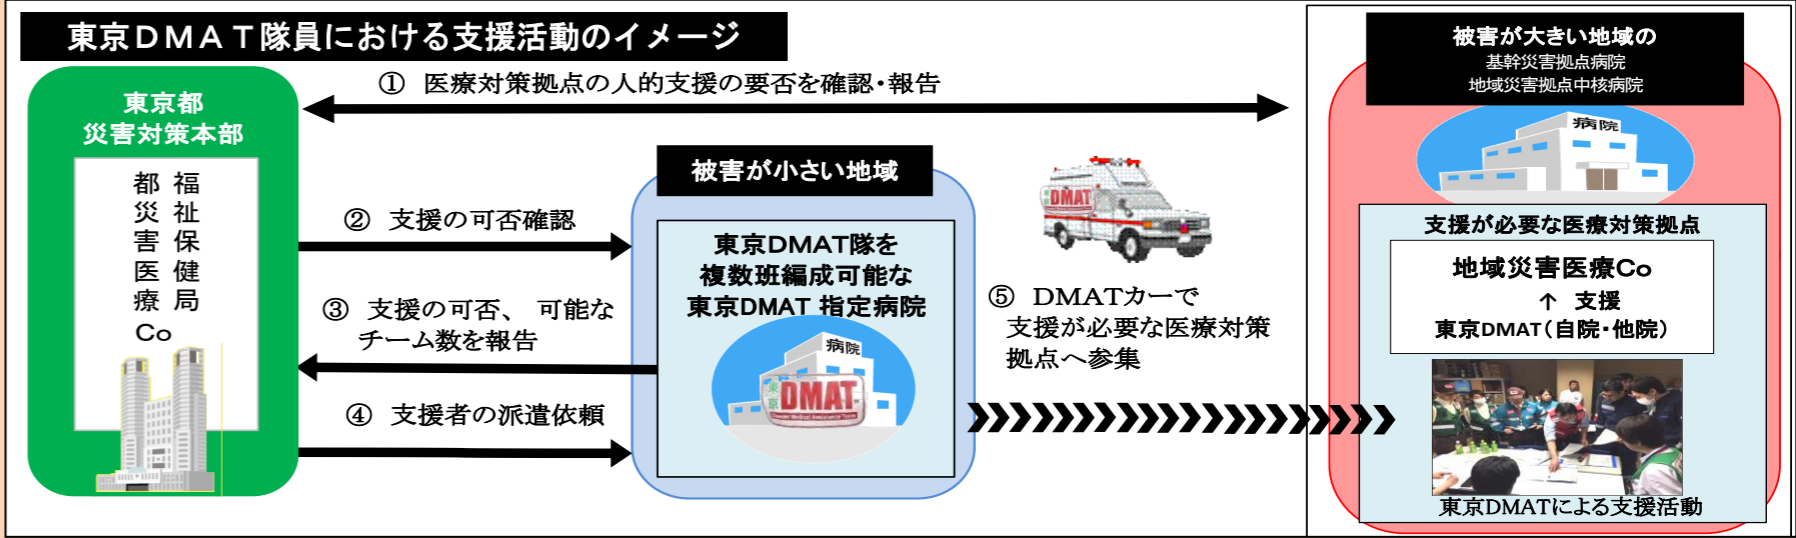 東京DMAT隊員における支援活動のイメージ
① 医療対策拠点の人的支援の要否を確認・報告
東京都
災害対策本部
福祉保健局
都災害医療Co
② 支援の可否確認
③ 支援の可否、可能な
チーム数を報告
④ 支援者の派遣依頼
被害が小さい地域
東京DMAT隊を
複数班編成可能な
東京DMAT 指定病院
病院
東京
DMAT
DMAT
⑤ DMATカーで
支援が必要な医療対策
拠点へ参集
被害が大きい地域の
基幹災害拠点病院
地域災害拠点中核病院
病院
支援が必要な医療対策拠点
地域災害医療Co
↑ 支援
東京DMAT(自院・他院)
東京DMATによる支援活動